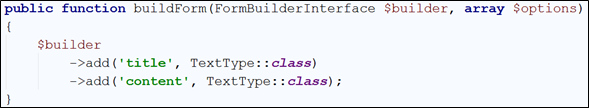 public function buildForm(FormBuilderInterface $builder, array $options)
{
    $builder
        ->add('title', TextType::class)
        ->add('content', TextType::class);
}